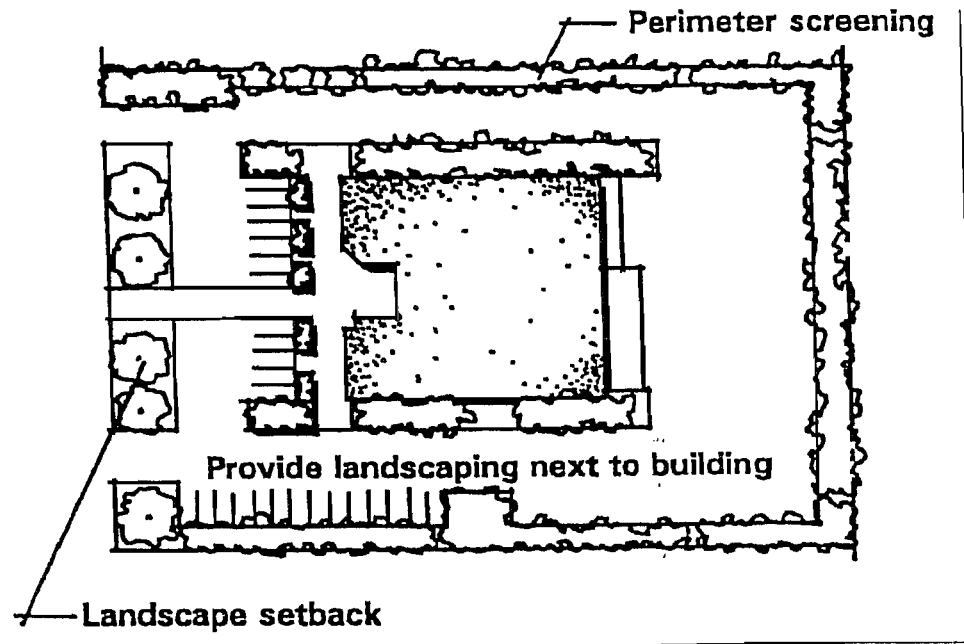 Perimeter screening
Provide landscaping next to building
Landscape setback